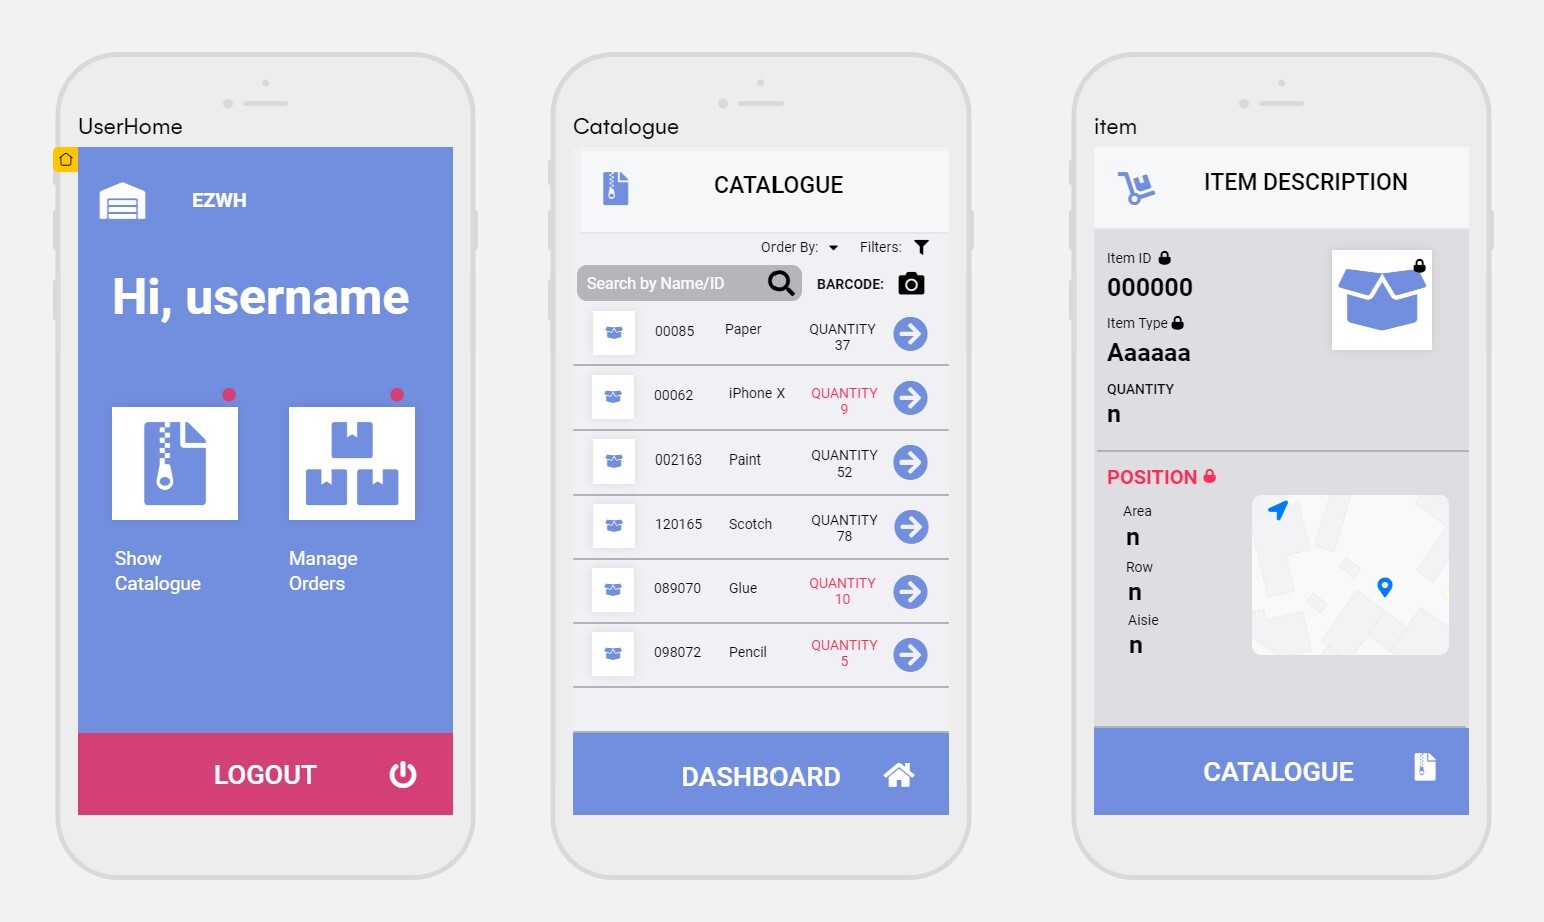 UserHome
EZWH
Hi, username
Show
Catalogue
Manage
Orders
LOGOUT
Catalogue
CATALOGUE
Order By:
Filters:
Search by Name/ID
BARCODE:
00085 Paper QUANTITY
37
00062 iPhone X QUANTITY
9
002163 Paint QUANTITY
52
120165 Scotch QUANTITY
78
089070 Glue QUANTITY
10
098072 Pencil QUANTITY
5
DASHBOARD
item
ITEM DESCRIPTION
Item ID
000000
Item Type
Aaaaaa
QUANTITY
n
POSITION
Area
n
Row
n
Aisie
n
CATALOGUE